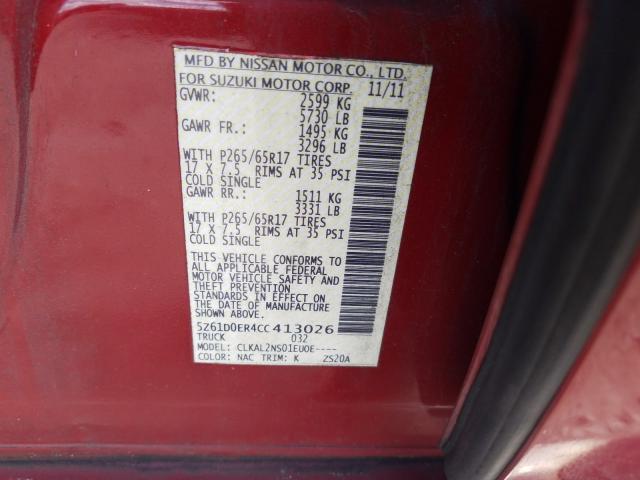 MFD BY NISSAN MOTOR CO., LTD.
FOR SUZUKI MOTOR CORP. 11/11
GVWR: 2599 KG
5730 LB
GAWR FR.: 1495 KG
3296 LB
WITH P265/65R17 TIRES
17 X 7.5 RIMS AT 35 PSI
COLD SINGLE
GAWR RR.: 1511 KG
3331 LB
WITH P265/65R17 TIRES
17 X 7.5 RIMS AT 35 PSI
COLD SINGLE
THIS VEHICLE CONFORMS TO
ALL APPLICABLE FEDERAL
MOTOR VEHICLE SAFETY AND
THEFT PREVENTION
STANDARDS IN EFFECT ON
THE DATE OF MANUFACTURE
SHOWN ABOVE.
5Z61D0ER4CC413026
TRUCK 032
MODEL: CLKAL2NS01EU0E----
COLOR: NAC TRIM: K ZS20A